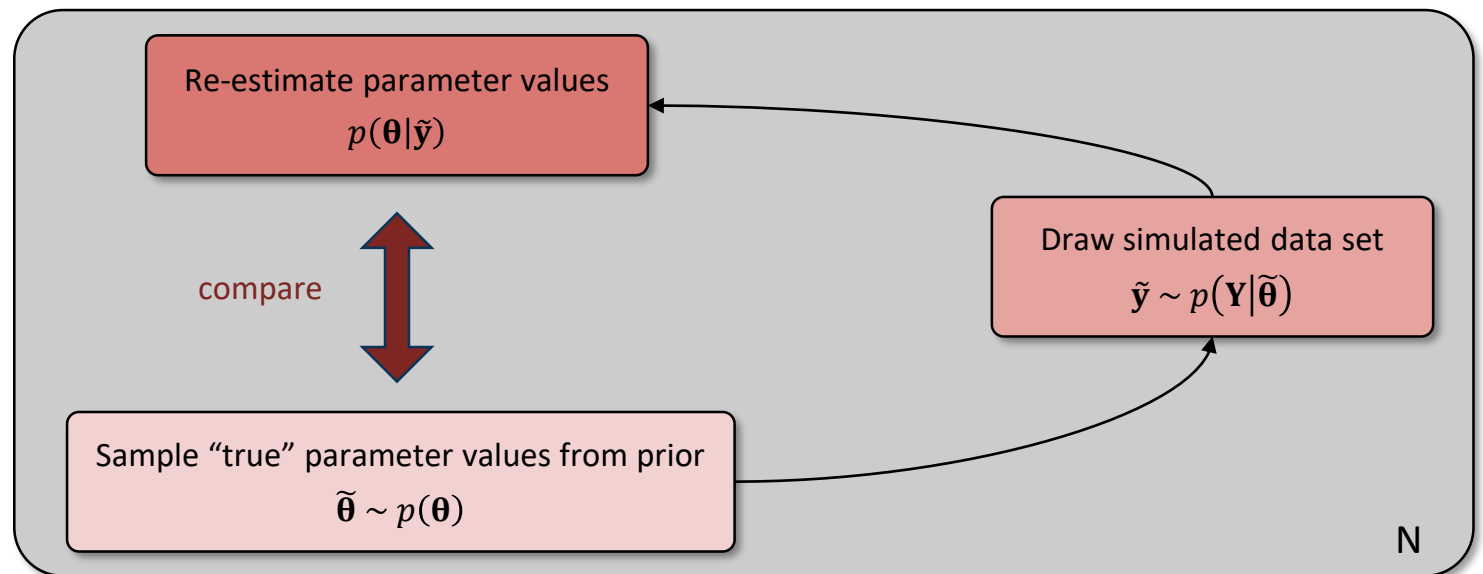 Re-estimate parameter values
p(θ|ỹ)
Draw simulated data set
ỹ ~ p(Y|θ̃)
compare
Sample “true” parameter values from prior
θ̃ ~ p(θ)
N